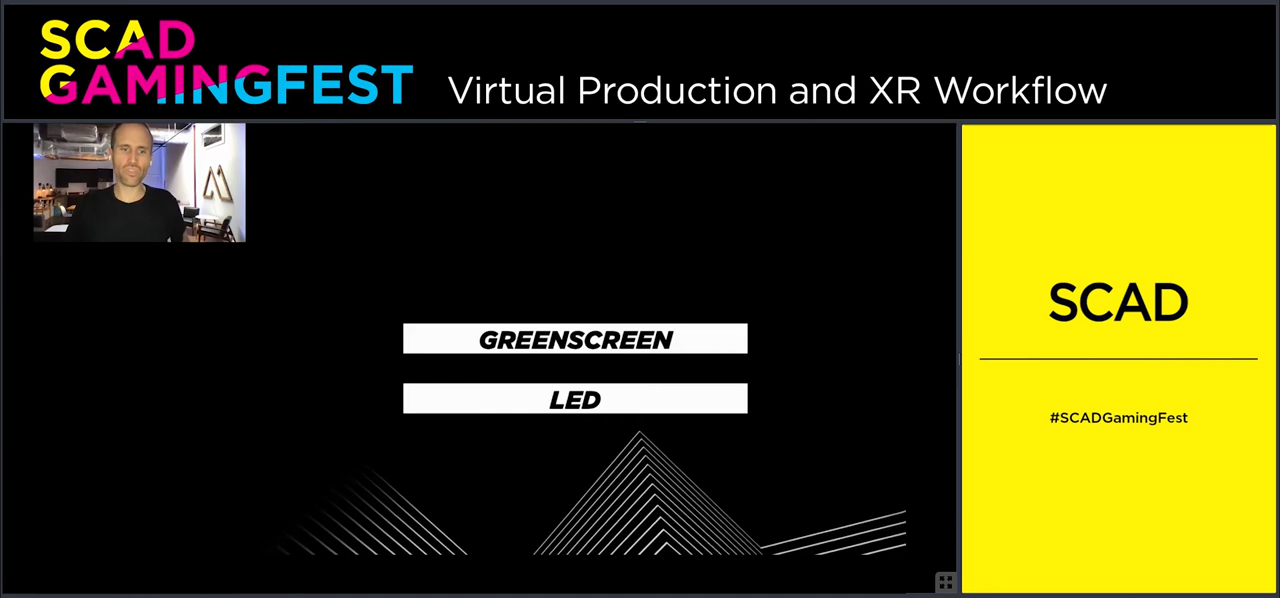 SCAD
GAMINGFEST
Virtual Production and XR Workflow
GREENSCREEN
LED
SCAD
#SCADGamingFest